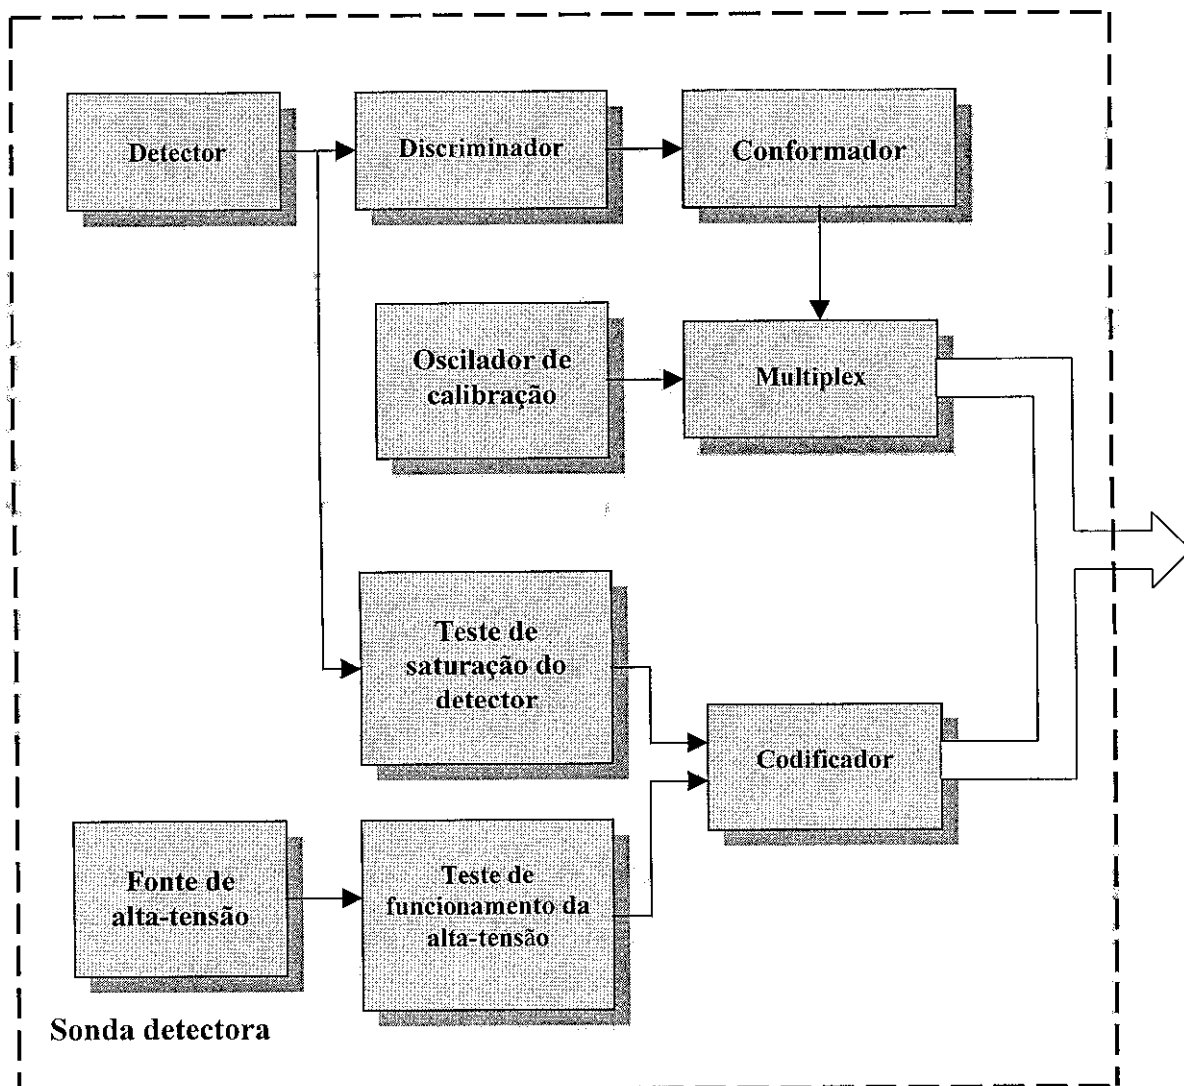 Detector
Discriminador
Conformador
Oscilador de
calibração
Multiplex
Teste de
saturação do
detector
Codificador
Fonte de
alta-tensão
Teste de
funcionamento da
alta-tensão
Sonda detectora